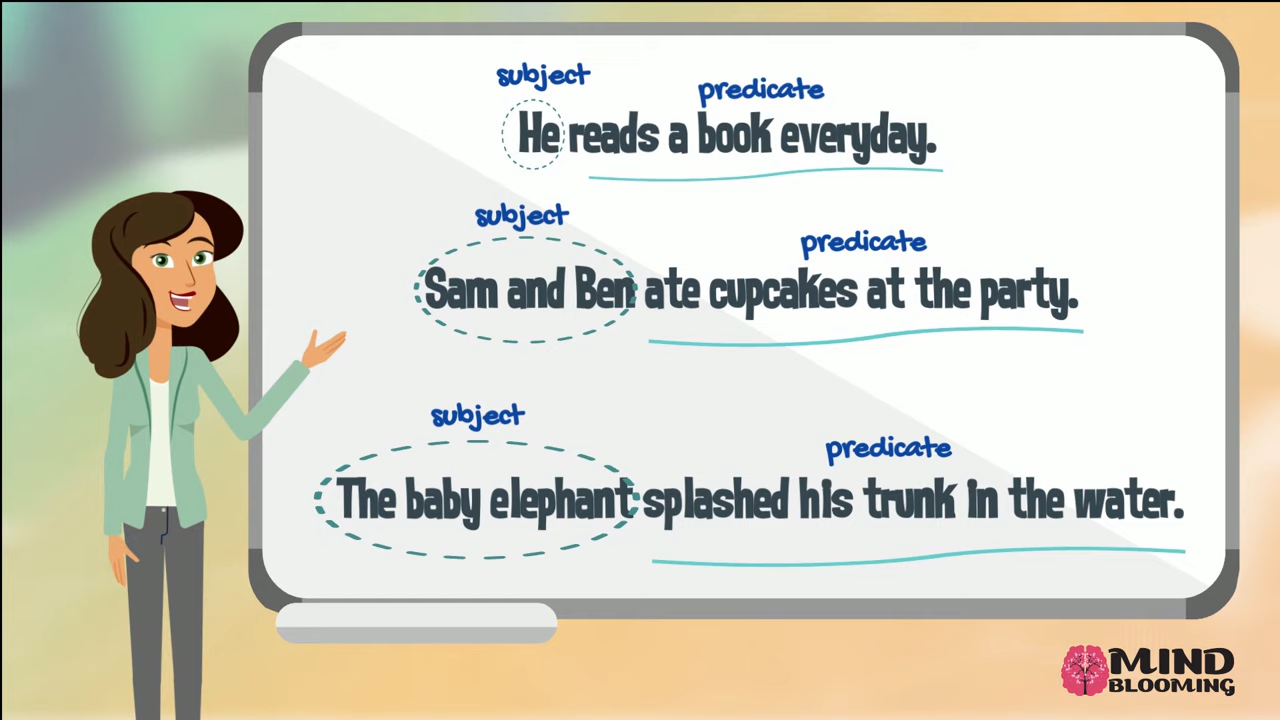 subject
predicate
He reads a book everyday.
subject
predicate
Sam and Ben ate cupcakes at the party.
subject
predicate
The baby elephant splashed his trunk in the water.
MIND
BLOOMING